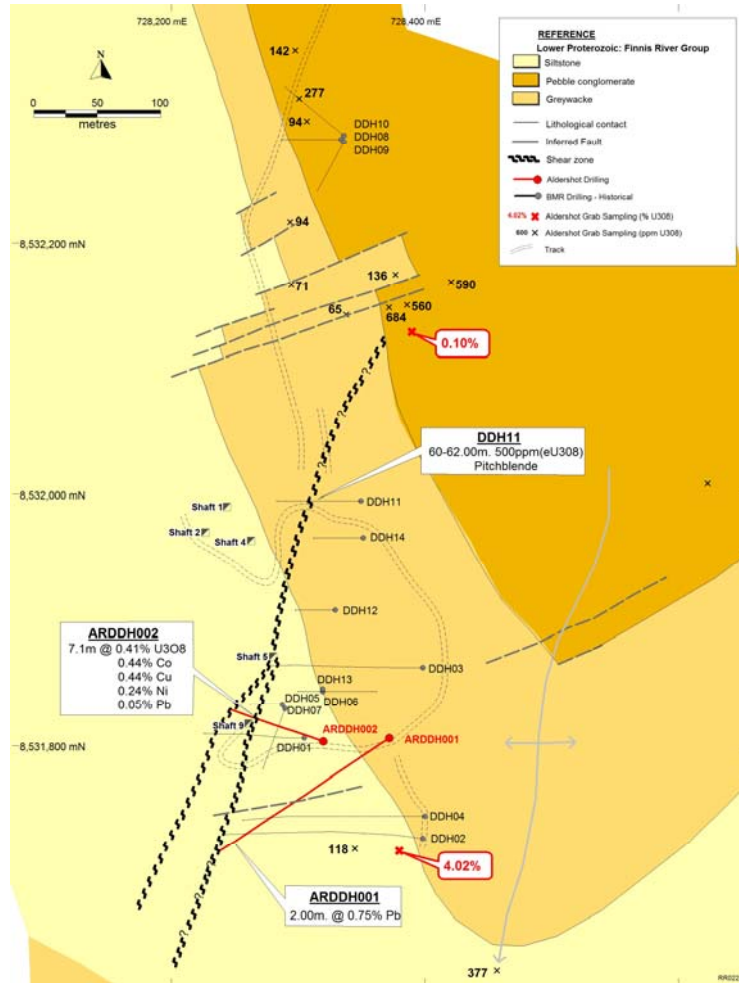 728,200 mE
728,400 mE
N
0 50 100
metres
REFERENCE
Lower Proterozoic: Finnis River Group
Siltstone
Pebble conglomerate
Greywacke
Lithological contact
Inferred Fault
Shear zone
Aldershot Drilling
BMR Drilling - Historical
4.02% Aldershot Grab Sampling (% U308)
600 Aldershot Grab Sampling (ppm U308)
Track
142
277
94
DDH10
DDH08
DDH09
8,532,200 mN
94
71
136
590
65
560
684
0.10%
DDH11
60-62.00m. 500ppm(eU308)
Pitchblende
8,532,000 mN
Shaft 1
Shaft 2
Shaft 4
DDH11
DDH14
DDH12
ARDDH002
7.1m @ 0.41% U3O8
0.44% Co
0.44% Cu
0.24% Ni
0.05% Pb
Shaft 5
DDH03
DDH13
DDH06
DDH05
DDH07
Shaft 9
ARDDH002
ARDDH001
8,531,800 mN
DDH01
DDH04
DDH02
118
4.02%
ARDDH001
2.00m. @ 0.75% Pb
377
?
?
?
?
?
?
RR022